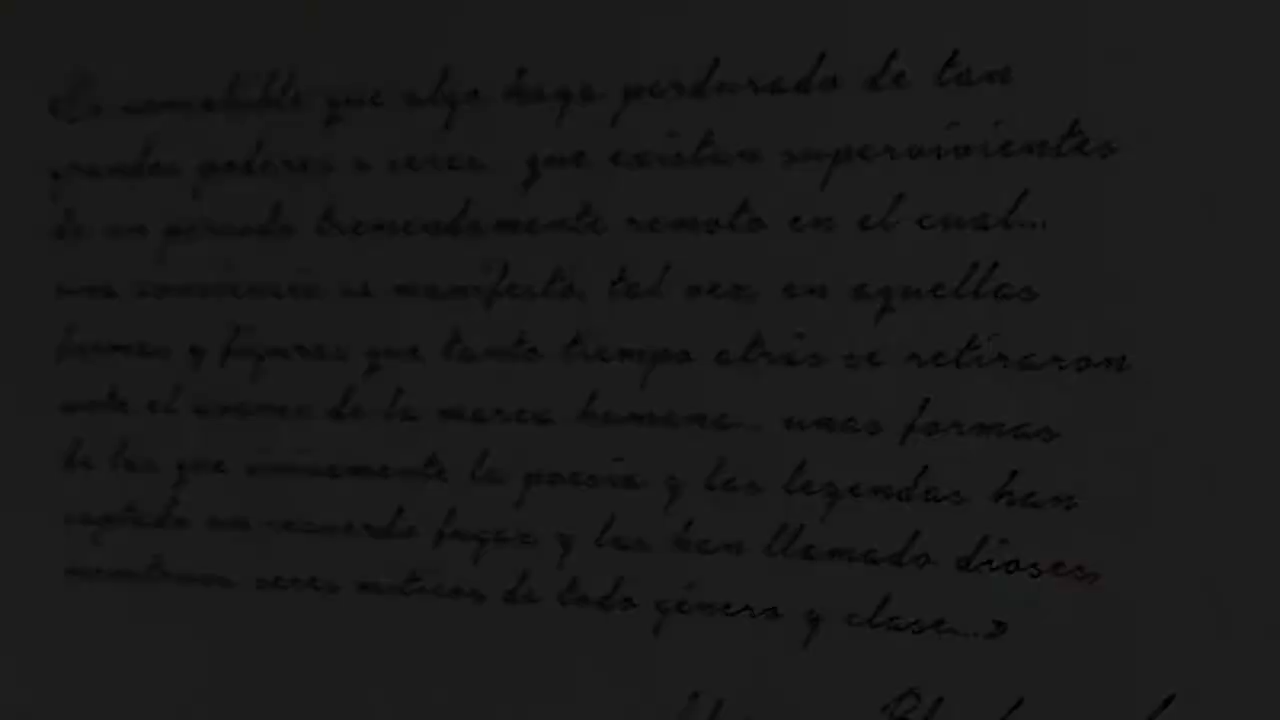 Es concebible que algo haya perdurado de tan
grandes poderes o seres... que existan supervivientes
de un periodo tremendamente remoto en el cual...
una consciencia se manifestó, tal vez, en aquellas
formas y figuras que tanto tiempo atrás se retiraron
ante el avance de la marea humana... unas formas
de las que únicamente la poesía y las leyendas han
captado un recuerdo fugaz y las han llamado dioses,
monstruos, seres míticos de todo género y clase...»